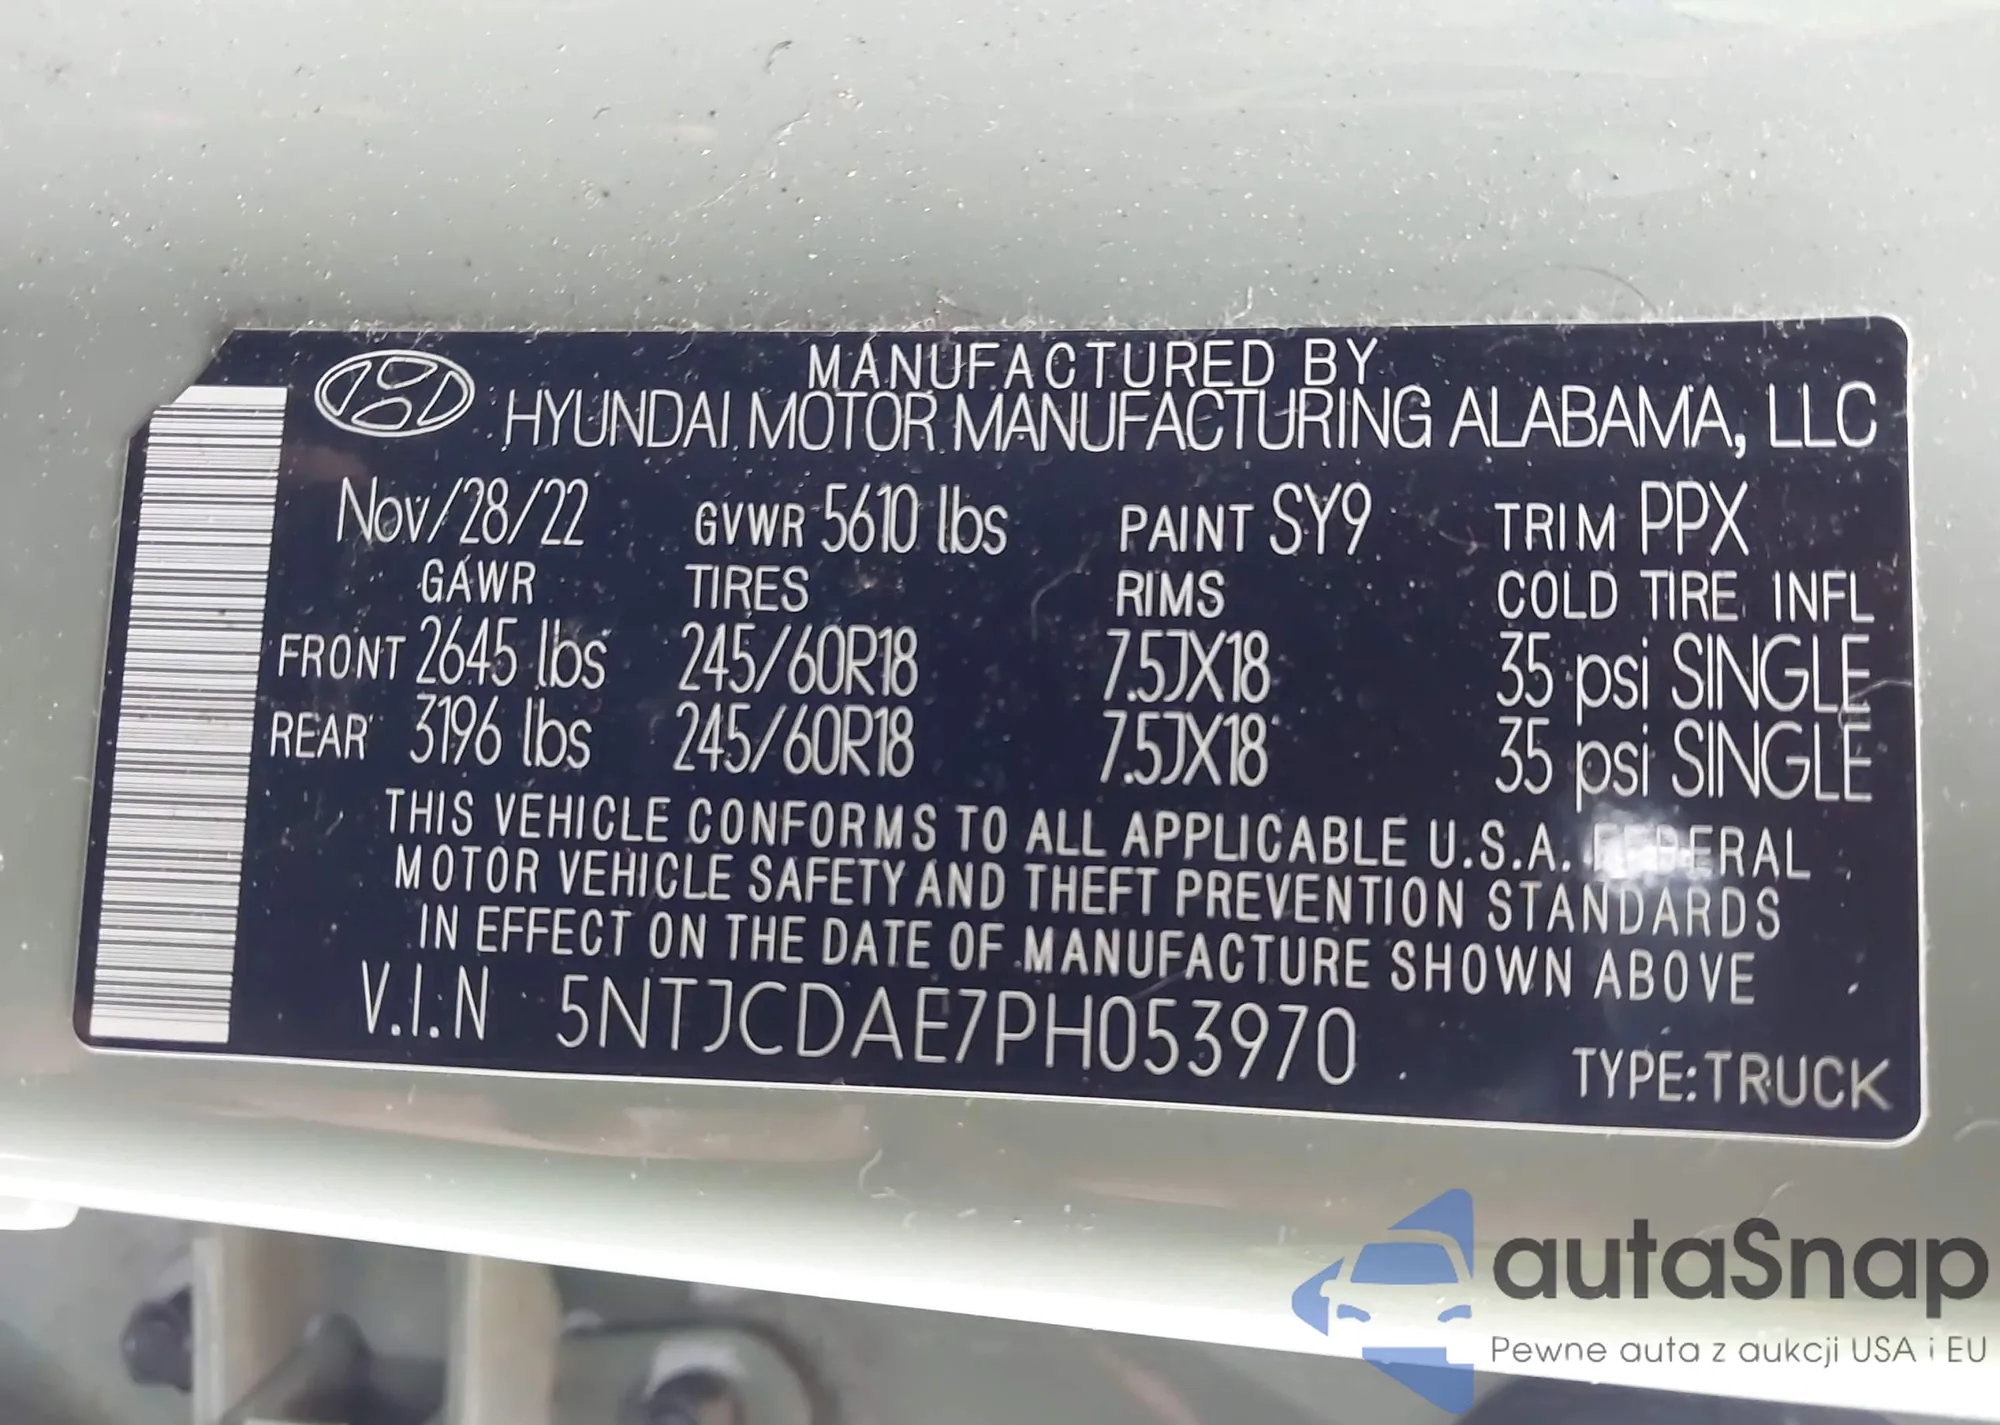 MANUFACTURED BY
HYUNDAI MOTOR MANUFACTURING ALABAMA, LLC
Nov/28/22 GVWR 5610 lbs PAINT SY9 TRIM PPX
GAWR TIRES RIMS COLD TIRE INFL
FRONT 2645 lbs 245/60R18 7.5JX18 35 psi SINGLE
REAR 3196 lbs 245/60R18 7.5JX18 35 psi SINGLE
THIS VEHICLE CONFORMS TO ALL APPLICABLE U.S.A. FEDERAL
MOTOR VEHICLE SAFETY AND THEFT PREVENTION STANDARDS
IN EFFECT ON THE DATE OF MANUFACTURE SHOWN ABOVE
V.I.N 5NTJCDAE7PH053970
TYPE:TRUCK
autaSnap
Pewne auta z aukcji USA i EU